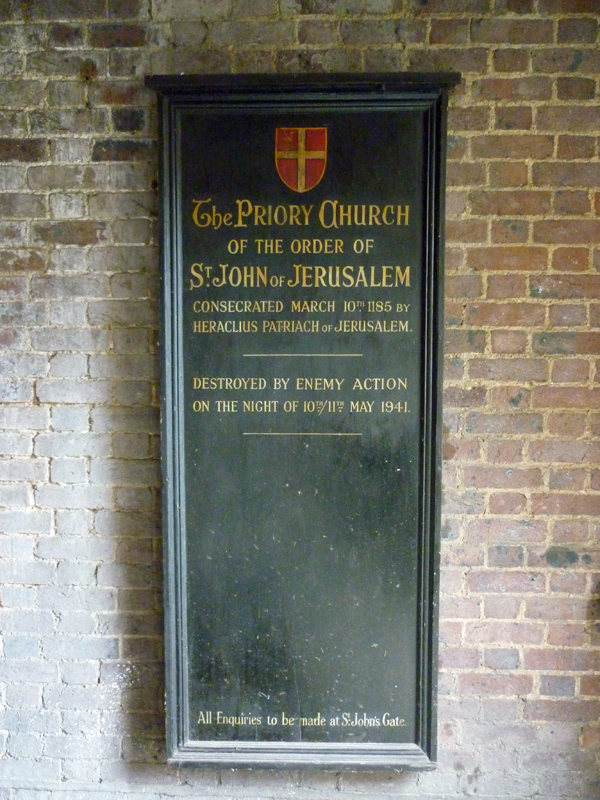 The PRIORY CHURCH
OF THE ORDER OF
ST. JOHN OF JERUSALEM
CONSECRATED MARCH 10TH 1185 BY
HERACLIUS PATRIACH OF JERUSALEM.
DESTROYED BY ENEMY ACTION
ON THE NIGHT OF 10TH/11TH MAY 1941.
All Enquiries to be made at St. John's Gate.